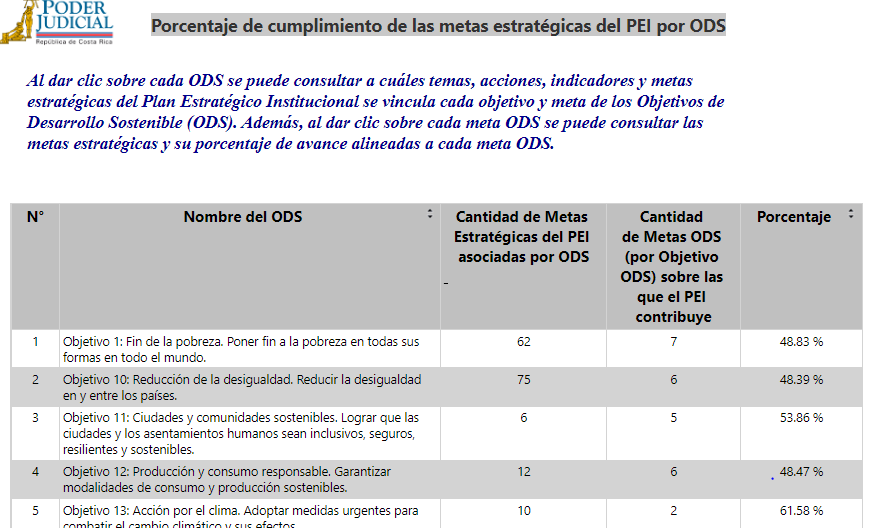 PODER
JUDICIAL
República de Costa Rica
Porcentaje de cumplimiento de las metas estratégicas del PEI por ODS
Al dar clic sobre cada ODS se puede consultar a cuáles temas, acciones, indicadores y metas
estratégicas del Plan Estratégico Institucional se vincula cada objetivo y meta de los Objetivos de
Desarrollo Sostenible (ODS). Además, al dar clic sobre cada meta ODS se puede consultar las
metas estratégicas y su porcentaje de avance alineadas a cada meta ODS.
N°
Nombre del ODS
Cantidad de Metas
Estratégicas del PEI
asociadas por ODS
Cantidad
de Metas ODS
(por Objetivo
ODS) sobre las
que el PEI
contribuye
Porcentaje
1
Objetivo 1: Fin de la pobreza. Poner fin a la pobreza en todas sus
formas en todo el mundo.
62
7
48.83 %
2
Objetivo 10: Reducción de la desigualdad. Reducir la desigualdad
en y entre los países.
75
6
48.39 %
3
Objetivo 11: Ciudades y comunidades sostenibles. Lograr que las
ciudades y los asentamientos humanos sean inclusivos, seguros,
resilientes y sostenibles.
6
5
53.86 %
4
Objetivo 12: Producción y consumo responsable. Garantizar
modalidades de consumo y producción sostenibles.
12
6
48.47 %
5
Objetivo 13: Acción por el clima. Adoptar medidas urgentes para
combatir el cambio climático y sus efectos.
10
2
61.58 %